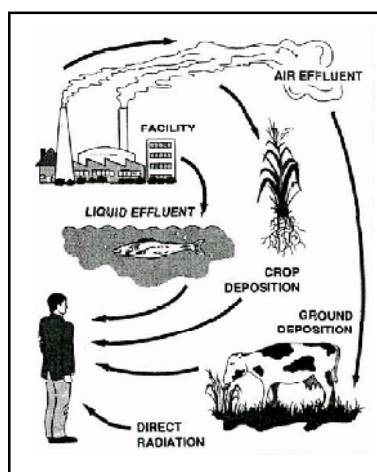 AIR EFFLUENT
FACILITY
LIQUID EFFLUENT
CROP
DEPOSITION
GROUND
DEPOSITION
DIRECT
RADIATION